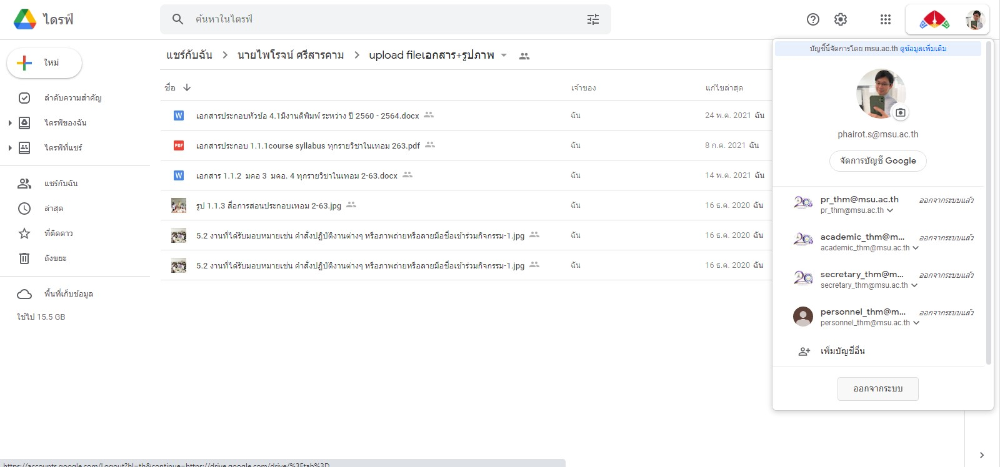 ไดรฟ์
ค้นหาในไดรฟ์
ใหม่
ลำดับความสำคัญ
ไดรฟ์ของฉัน
ไดรฟ์ที่แชร์
แชร์กับฉัน
ล่าสุด
ที่ติดดาว
ถังขยะ
พื้นที่เก็บข้อมูล
ใช้ไป 15.5 GB
แชร์กับฉัน > นายไพโรจน์ ศรีสารคาม > upload fileเอกสาร+รูปภาพ
ชื่อ เจ้าของ แก้ไขล่าสุด
เอกสารประกอบหัวข้อ 4.1มีงานตีพิมพ์ ระหว่าง ปี 2560 - 2564.docx ฉัน 24 พ.ค. 2021 ฉัน
PDF เอกสารประกอบ 1.1.1course syllabus ทุกรายวิชาในเทอม 263.pdf ฉัน 8 ก.ค. 2021 ฉัน
เอกสาร 1.1.2 มคอ 3 มคอ. 4 ทุกรายวิชาในเทอม 2-63.docx ฉัน 14 พ.ค. 2021 ฉัน
รูป 1.1.3 สื่อการสอนประกอบเทอม 2-63.jpg ฉัน 16 ธ.ค. 2020 ฉัน
5.2 งานที่ได้รับมอบหมายเช่น คำสั่งปฏิบัติงานต่างๆ หรือภาพถ่ายหรือลายมือชื่อเข้าร่วมกิจกรรม-1.jpg ฉัน 16 ธ.ค. 2020 ฉัน
5.2 งานที่ได้รับมอบหมายเช่น คำสั่งปฏิบัติงานต่างๆ หรือภาพถ่ายหรือลายมือชื่อเข้าร่วมกิจกรรม-1.jpg ฉัน 16 ธ.ค. 2020 ฉัน
บัญชีนี้จัดการโดย msu.ac.th ดูข้อมูลเพิ่มเติม
phairot.s@msu.ac.th
จัดการบัญชี Google
pr_thm@msu.ac.th ออกจากระบบแล้ว
pr_thm@msu.ac.th
academic_thm@m... ออกจากระบบแล้ว
academic_thm@msu.ac.th
secretary_thm@m... ออกจากระบบแล้ว
secretary_thm@msu.ac.th
personnel_thm@m... ออกจากระบบแล้ว
personnel_thm@msu.ac.th
เพิ่มบัญชีอื่น
ออกจากระบบ
https://accounts.google.com/Logout?hl=th&continue=https://drive.google.com/drive/%3Ftab%3D